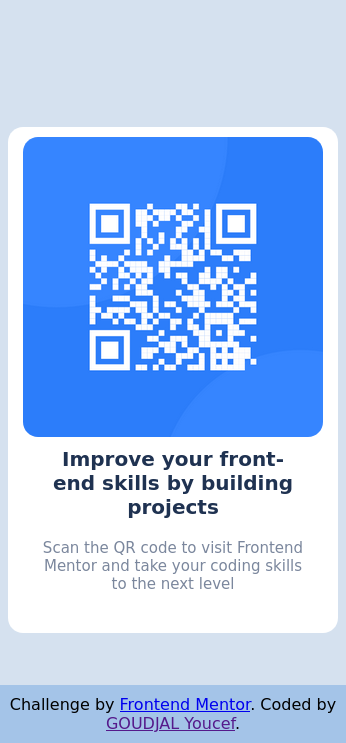 Improve your front-
end skills by building
projects
Scan the QR code to visit Frontend
Mentor and take your coding skills
to the next level
Challenge by Frontend Mentor. Coded by
GOUDJAL Youcef.